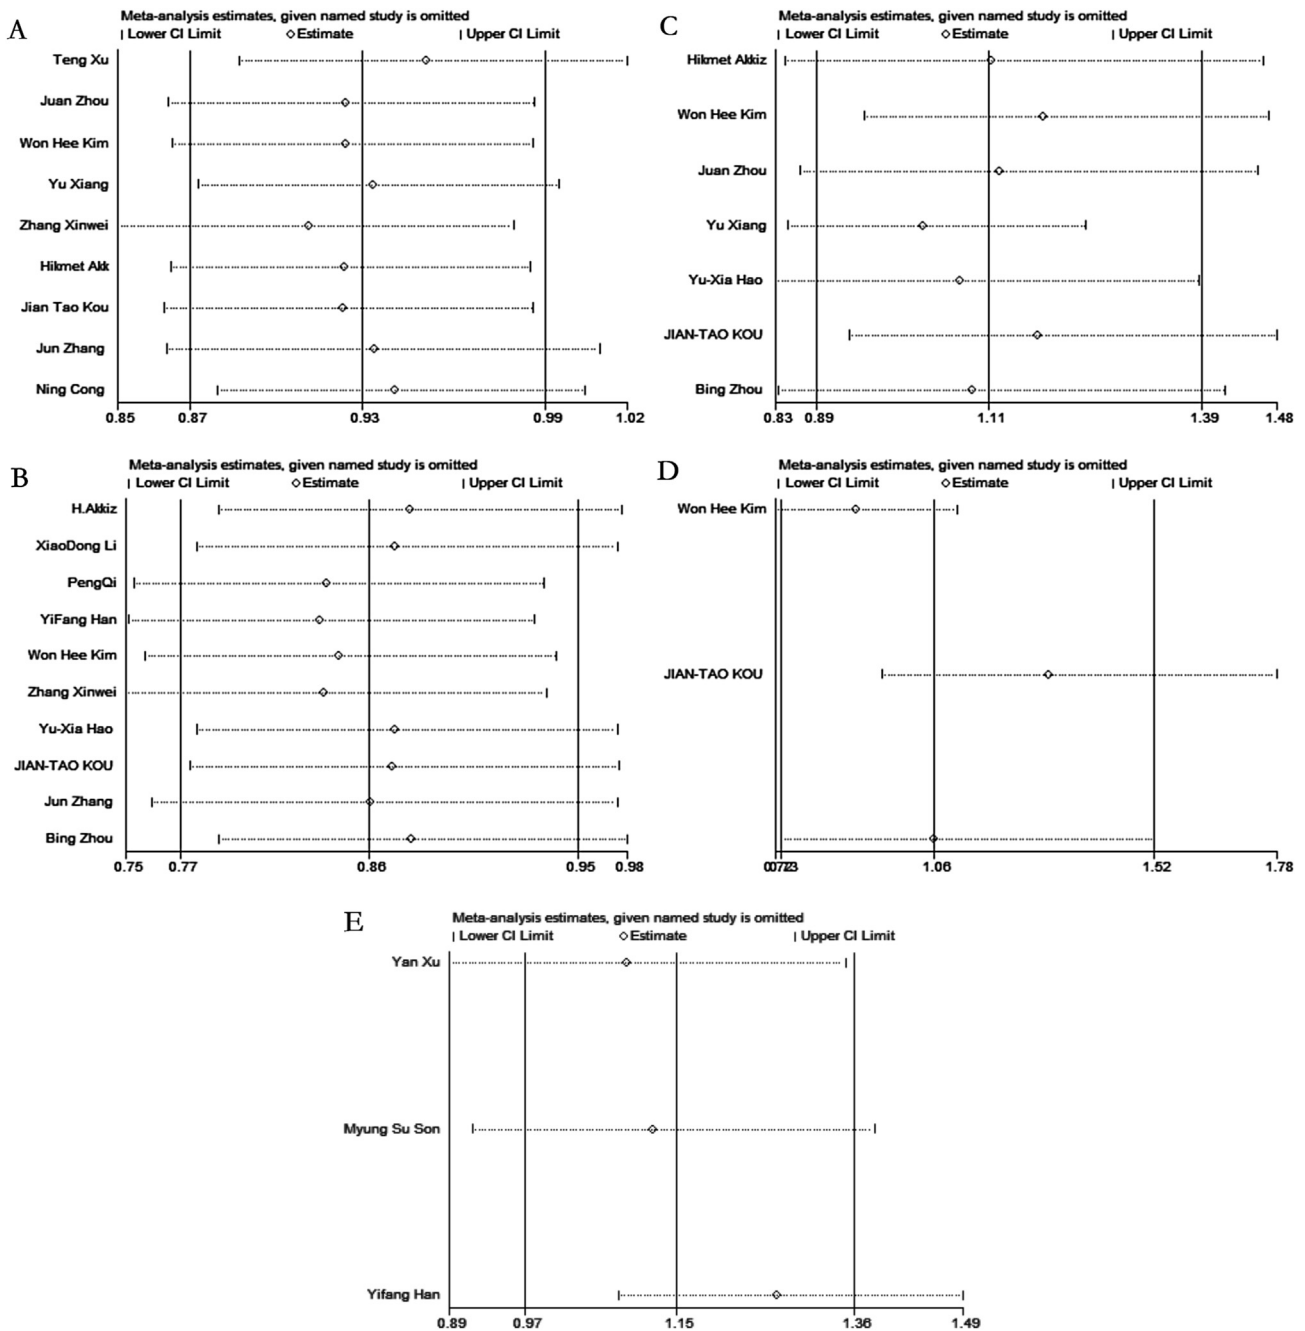 A
Meta-analysis estimates, given named study is omitted
| Lower CI Limit ◇Estimate | Upper CI Limit
Teng Xu
Juan Zhou
Won Hee Kim
Yu Xiang
Zhang Xinwei
Hikmet Akk
Jian Tao Kou
Jun Zhang
Ning Cong
0.85 0.87 0.93 0.99 1.02
C
Meta-analysis estimates, given named study is omitted
| Lower CI Limit ◇Estimate | Upper CI Limit
Hikmet Akkiz
Won Hee Kim
Juan Zhou
Yu Xiang
Yu-Xia Hao
JIAN-TAO KOU
Bing Zhou
0.83 0.89 1.11 1.39 1.48
B
Meta-analysis estimates, given named study is omitted
| Lower CI Limit ◇Estimate | Upper CI Limit
H.Akkiz
XiaoDong Li
PengQi
YiFang Han
Won Hee Kim
Zhang Xinwei
Yu-Xia Hao
JIAN-TAO KOU
Jun Zhang
Bing Zhou
0.75 0.77 0.86 0.95 0.98
D
Meta-analysis estimates, given named study is omitted
| Lower CI Limit ◇Estimate | Upper CI Limit
Won Hee Kim
JIAN-TAO KOU
1.06 1.52 1.78
E
Meta-analysis estimates, given named study is omitted
| Lower CI Limit ◇Estimate | Upper CI Limit
Yan Xu
Myung Su Son
Yifang Han
0.89 0.97 1.15 1.36 1.49